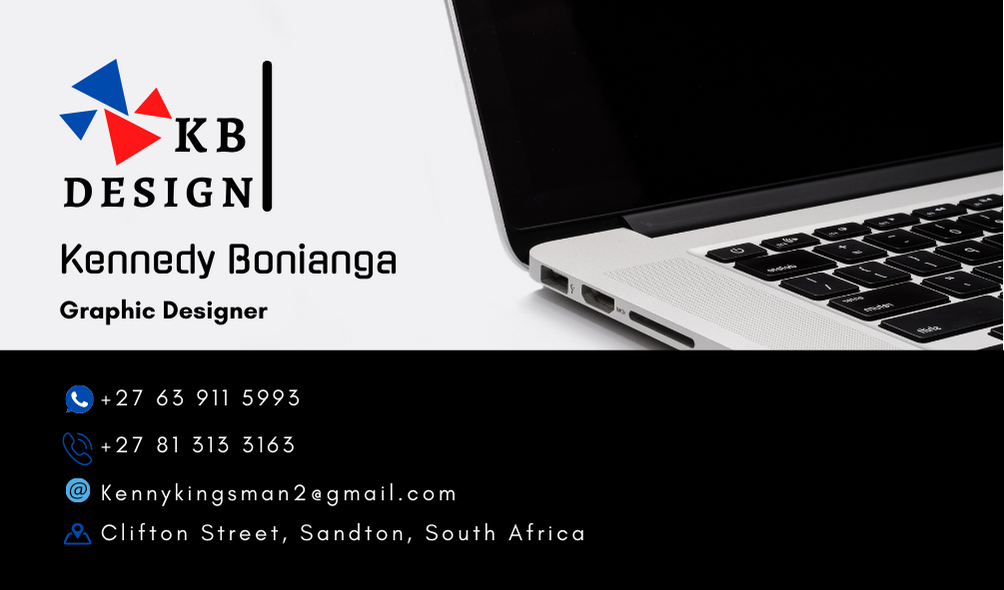 KB
DESIGN
Kennedy Bonianga
Graphic Designer
+27 63 911 5993
+27 81 313 3163
Kennykingsman2@gmail.com
Clifton Street, Sandton, South Africa